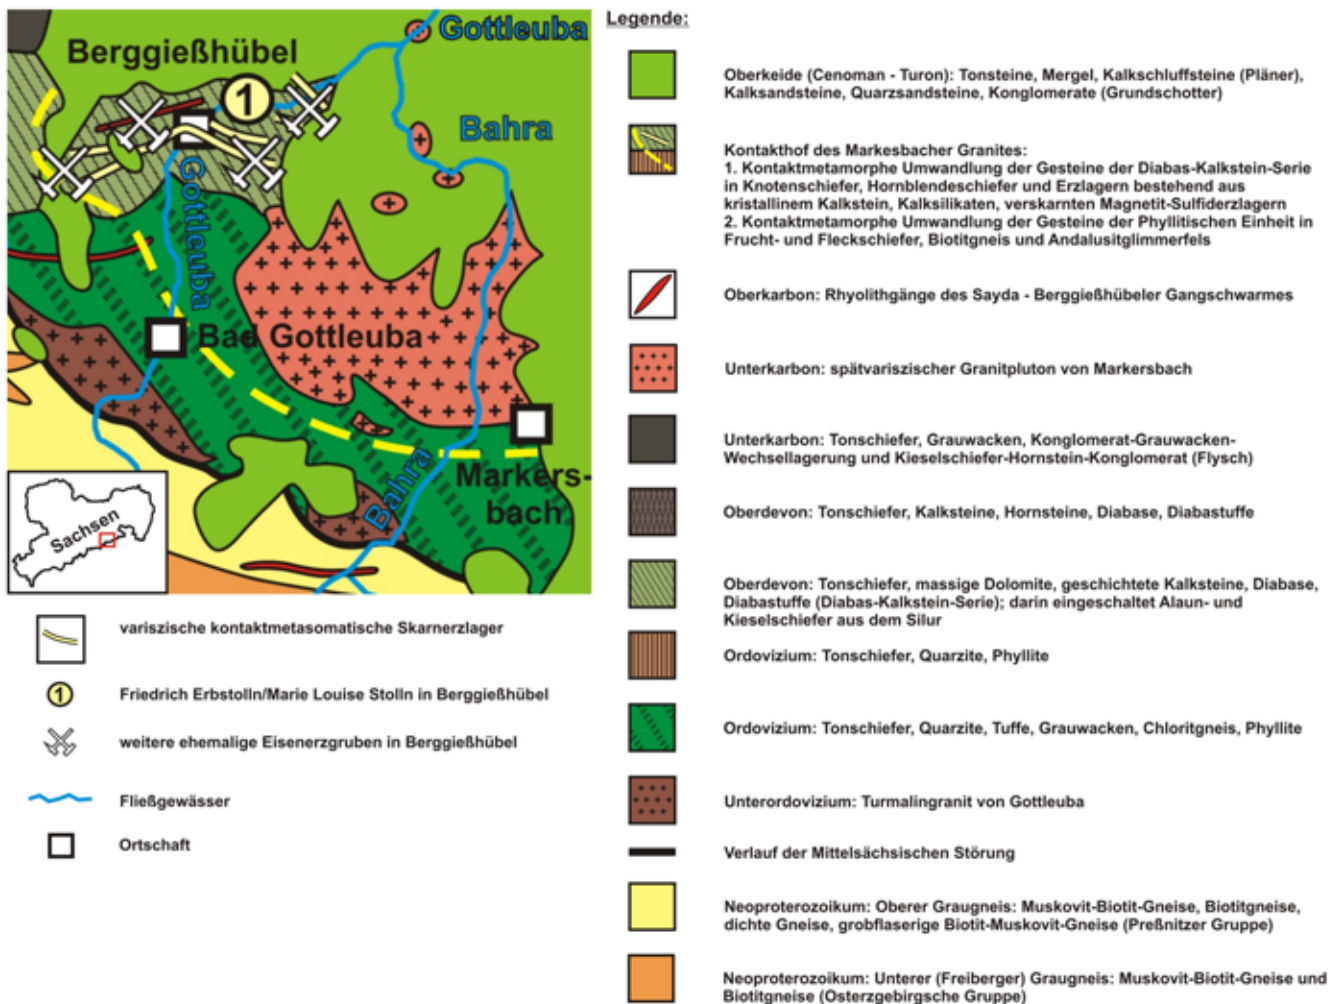 Gottleuba
Berggießhübel
1
Bahra
Gottleuba
Bad Gottleuba
Bahra
Markers-
bach
Sachsen
variszische kontaktmetasomatische Skarnerzlager
1
Friedrich Erbstolln/Marie Louise Stolln in Berggießhübel
weitere ehemalige Eisenerzgruben in Berggießhübel
Fließgewässer
Ortschaft
Legende:
Oberkeide (Cenoman - Turon): Tonsteine, Mergel, Kalkschluffsteine (Pläner),
Kalksandsteine, Quarzsandsteine, Konglomerate (Grundschotter)
Kontakthof des Markesbacher Granites:
1. Kontaktmetamorphe Umwandlung der Gesteine der Diabas-Kalkstein-Serie
in Knotenschiefer, Hornblendeschiefer und Erzlagern bestehend aus
kristallinem Kalkstein, Kalksilikaten, verskarnten Magnetit-Sulfiderzlagern
2. Kontaktmetamorphe Umwandlung der Gesteine der Phyllitischen Einheit in
Frucht- und Fleckschiefer, Biotitgneis und Andalusitglimmerfels
Oberkarbon: Rhyolithgänge des Sayda - Berggießhübeler Gangschwarmes
Unterkarbon: spätvariszischer Granitpluton von Markersbach
Unterkarbon: Tonschiefer, Grauwacken, Konglomerat-Grauwacken-
Wechsellagerung und Kieselschiefer-Hornstein-Konglomerat (Flysch)
Oberdevon: Tonschiefer, Kalksteine, Hornsteine, Diabase, Diabastuffe
Oberdevon: Tonschiefer, massige Dolomite, geschichtete Kalksteine, Diabase,
Diabastuffe (Diabas-Kalkstein-Serie); darin eingeschaltet Alaun- und
Kieselschiefer aus dem Silur
Ordovizium: Tonschiefer, Quarzite, Phyllite
Ordovizium: Tonschiefer, Quarzite, Tuffe, Grauwacken, Chloritgneis, Phyllite
Unterordovizium: Turmalingranit von Gottleuba
Verlauf der Mittelsächsischen Störung
Neoproterozoikum: Oberer Graugneis: Muskovit-Biotit-Gneise, Biotitgneise,
dichte Gneise, grobflaserige Biotit-Muskovit-Gneise (Preßnitzer Gruppe)
Neoproterozoikum: Unterer (Freiberger) Graugneis: Muskovit-Biotit-Gneise und
Biotitgneise (Osterzgebirgsche Gruppe)